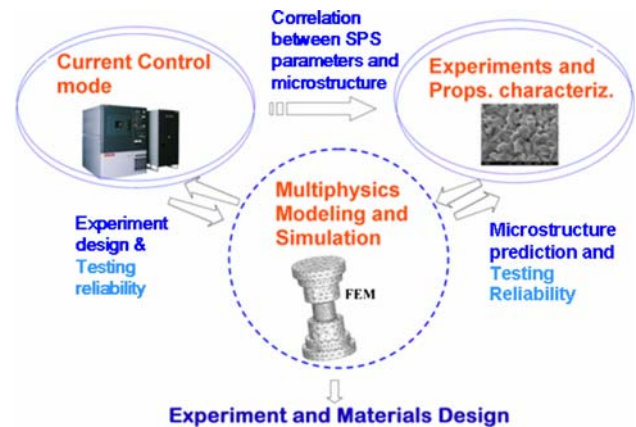 Correlation
between SPS
parameters and
microstructure
Current Control
mode
Experiments and
Props. characteriz.
Multiphysics
Modeling and
Simulation
FEM
Experiment
design &
Testing
reliability
Microstructure
prediction and
Testing
Reliability
Experiment and Materials Design